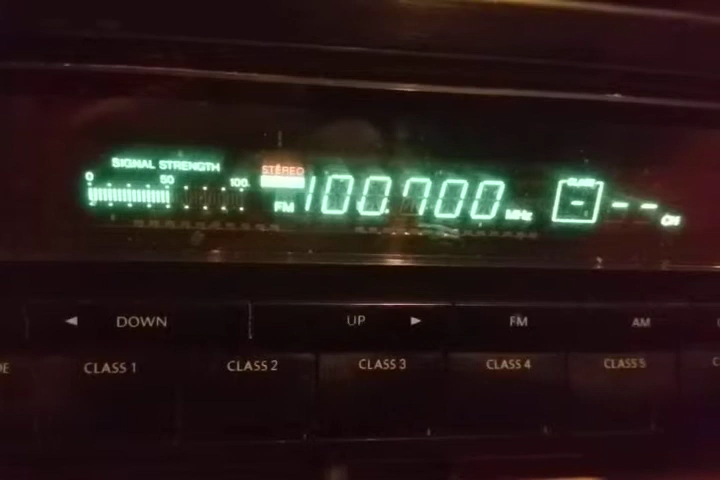 SIGNAL STRENGTH
0 50 100
STEREO
FM 100.700 MHz
CLASS
- -- CH
DOWN UP FM AM
CLASS 1 CLASS 2 CLASS 3 CLASS 4 CLASS 5